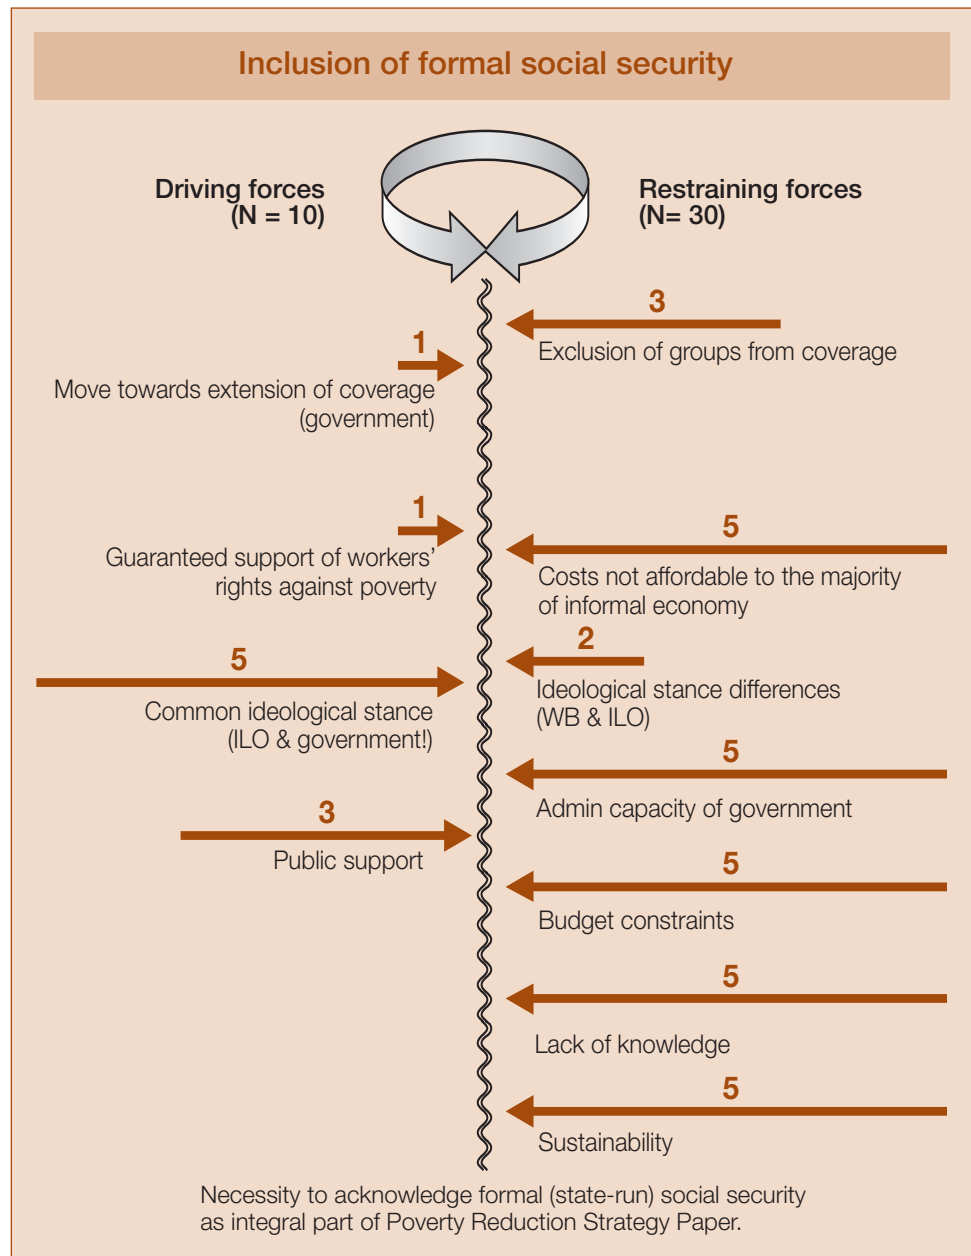 Inclusion of formal social security
Driving forces
(N = 10)
Restraining forces
(N= 30)
3
Exclusion of groups from coverage
1
Move towards extension of coverage
(government)
1
Guaranteed support of workers’
rights against poverty
5
Costs not affordable to the majority
of informal economy
2
Ideological stance differences
(WB & ILO)
5
Common ideological stance
(ILO & government!)
5
Admin capacity of government
3
Public support
5
Budget constraints
5
Lack of knowledge
5
Sustainability
Necessity to acknowledge formal (state-run) social security
as integral part of Poverty Reduction Strategy Paper.